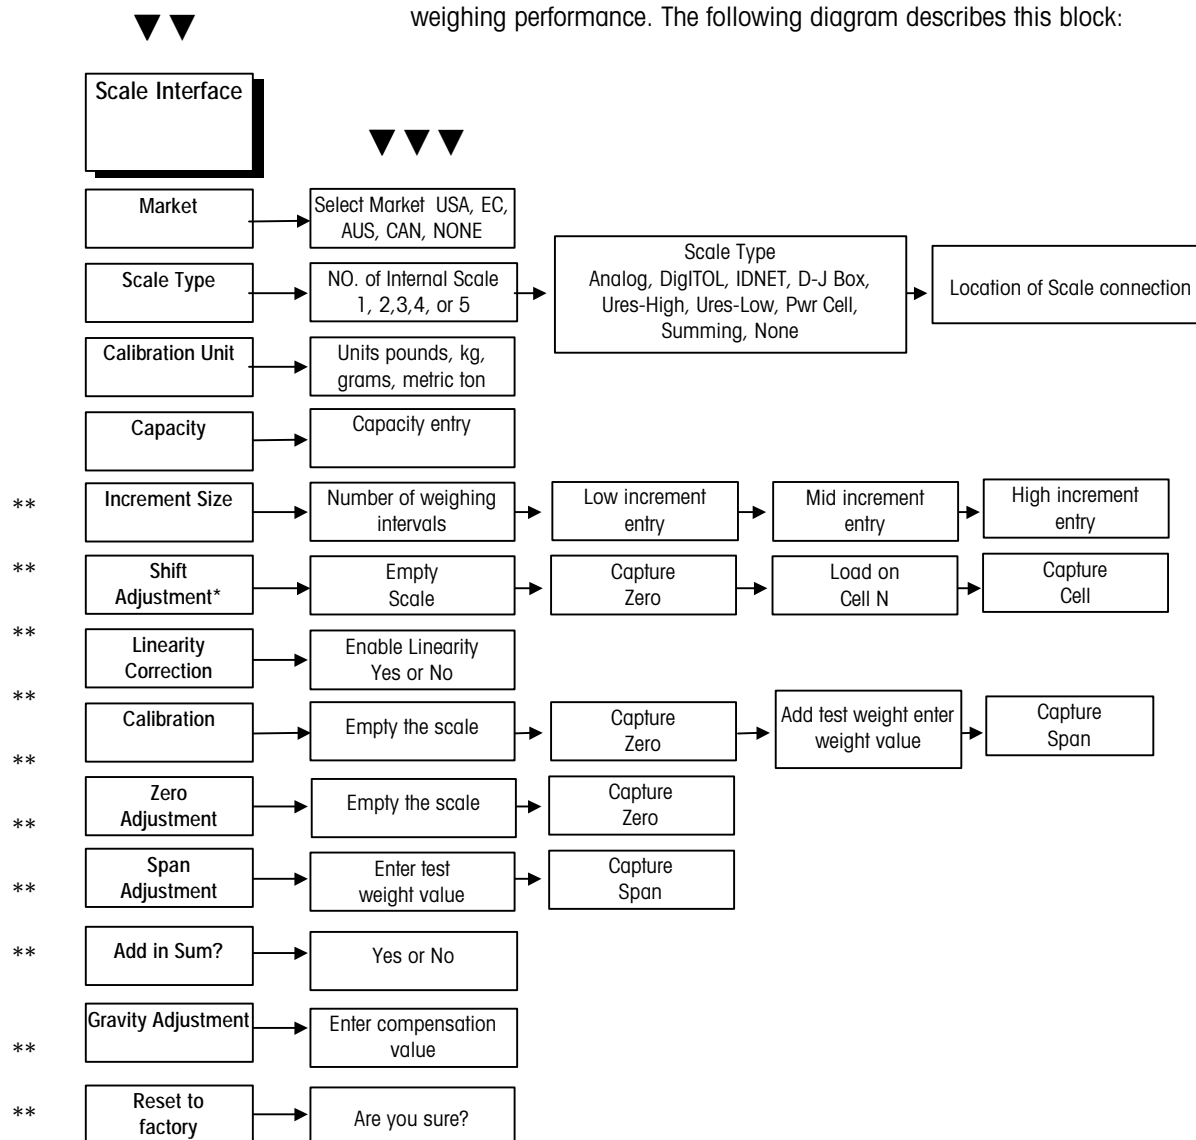 weighing performance. The following diagram describes this block:
Scale Interface
Market
Select Market USA, EC,
AUS, CAN, NONE
Scale Type
NO. of Internal Scale
1, 2,3,4, or 5
Scale Type
Analog, DigITOL, IDNET, D-J Box,
Ures-High, Ures-Low, Pwr Cell,
Summing, None
Location of Scale connection
Calibration Unit
Units pounds, kg,
grams, metric ton
Capacity
Capacity entry
**
Increment Size
Number of weighing
intervals
Low increment
entry
Mid increment
entry
High increment
entry
**
Shift
Adjustment*
Empty
Scale
Capture
Zero
Load on
Cell N
Capture
Cell
**
Linearity
Correction
Enable Linearity
Yes or No
**
Calibration
Empty the scale
Capture
Zero
Add test weight enter
weight value
Capture
Span
**
Zero
Adjustment
Empty the scale
Capture
Zero
**
Span
Adjustment
Enter test
weight value
Capture
Span
**
**
Add in Sum?
Yes or No
Gravity Adjustment
Enter compensation
value
**
**
Reset to
factory
Are you sure?